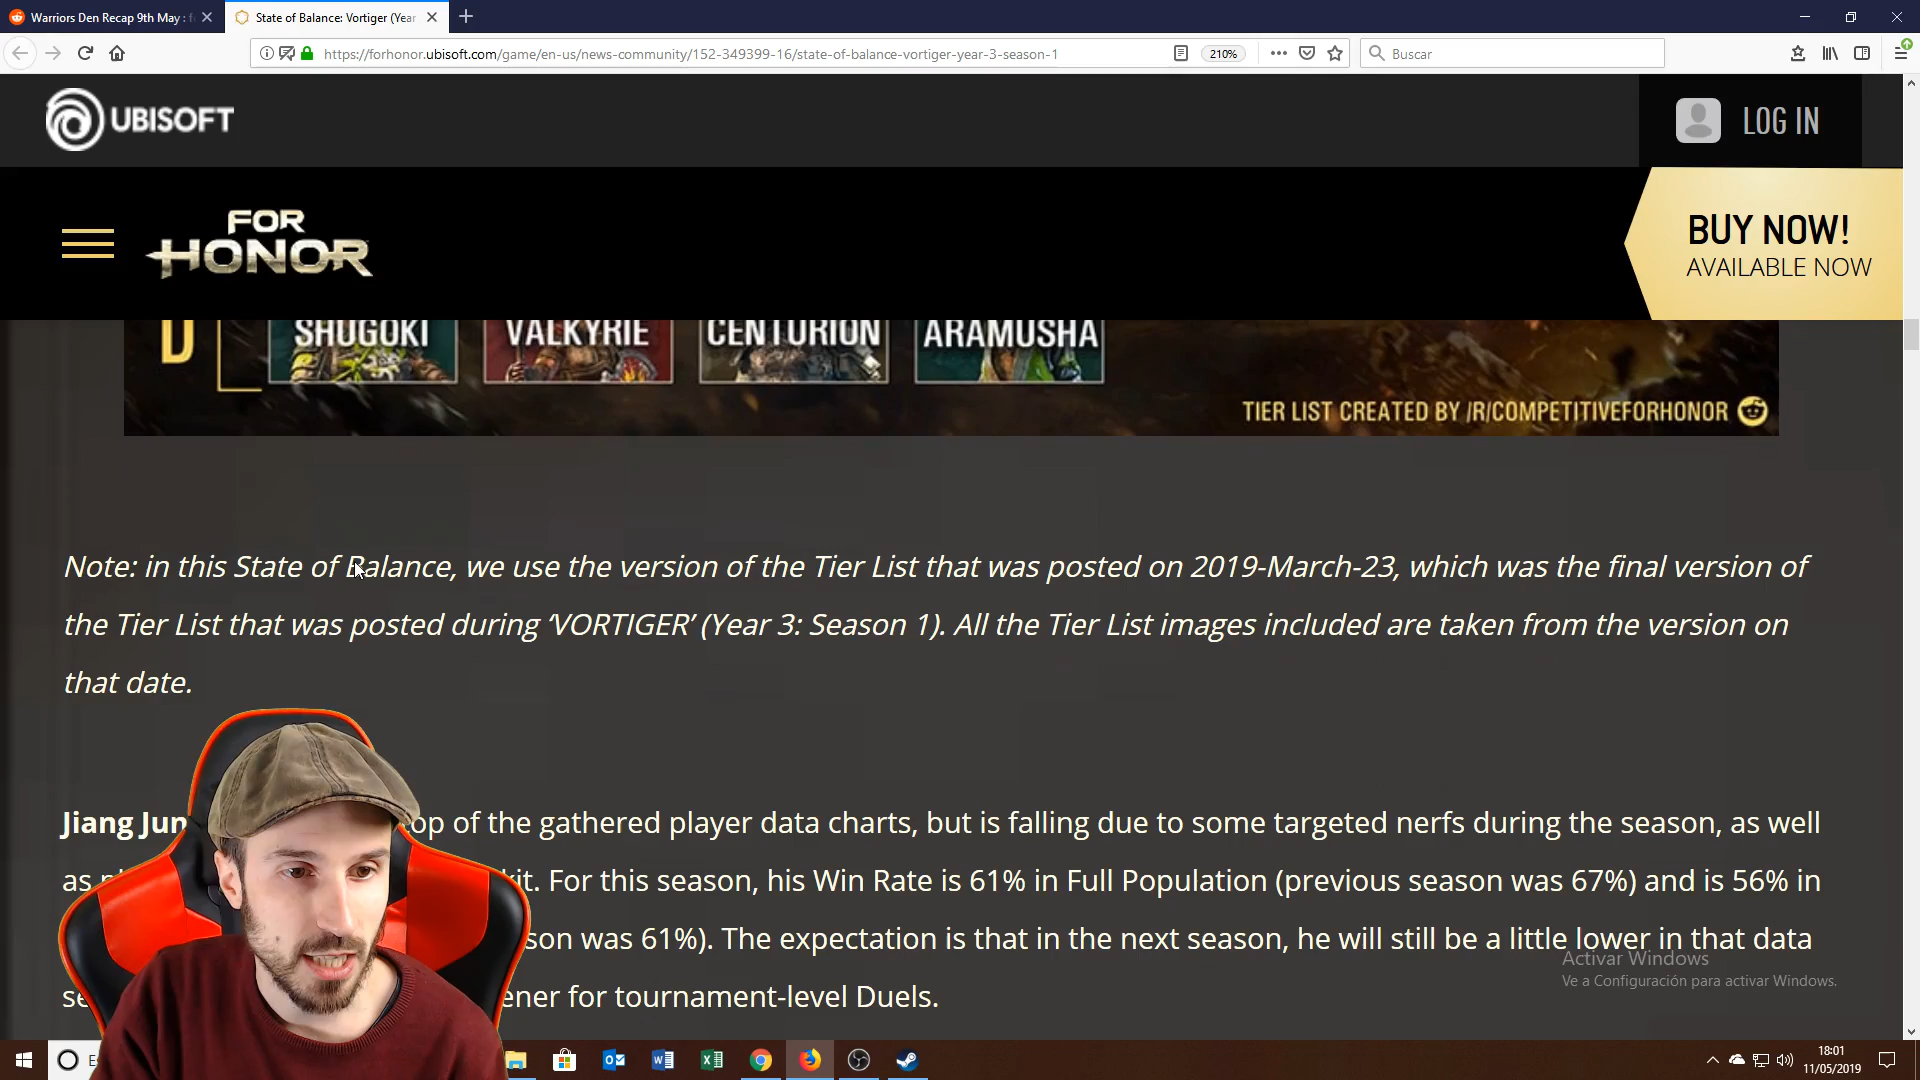 Warriors Den Recap 9th May : f
State of Balance: Vortiger (Year
https://forhonor.ubisoft.com/game/en-us/news-community/152-349399-16/state-of-balance-vortiger-year-3-season-1
210%
Buscar
UBISOFT
LOG IN
FOR
HONOR
BUY NOW!
AVAILABLE NOW
D
SHUGOKI
VALKYRIE
CENTURION
ARAMUSHA
TIER LIST CREATED BY /R/COMPETITIVEFORHONOR
Note: in this State of Balance, we use the version of the Tier List that was posted on 2019-March-23, which was the final version of
the Tier List that was posted during ‘VORTIGER’ (Year 3: Season 1). All the Tier List images included are taken from the version on
that date.
Jiang Jun op of the gathered player data charts, but is falling due to some targeted nerfs during the season, as well
as kit. For this season, his Win Rate is 61% in Full Population (previous season was 67%) and is 56% in
son was 61%). The expectation is that in the next season, he will still be a little lower in that data
se ener for tournament-level Duels.
Activar Windows
Ve a Configuración para activar Windows.
18:01
11/05/2019